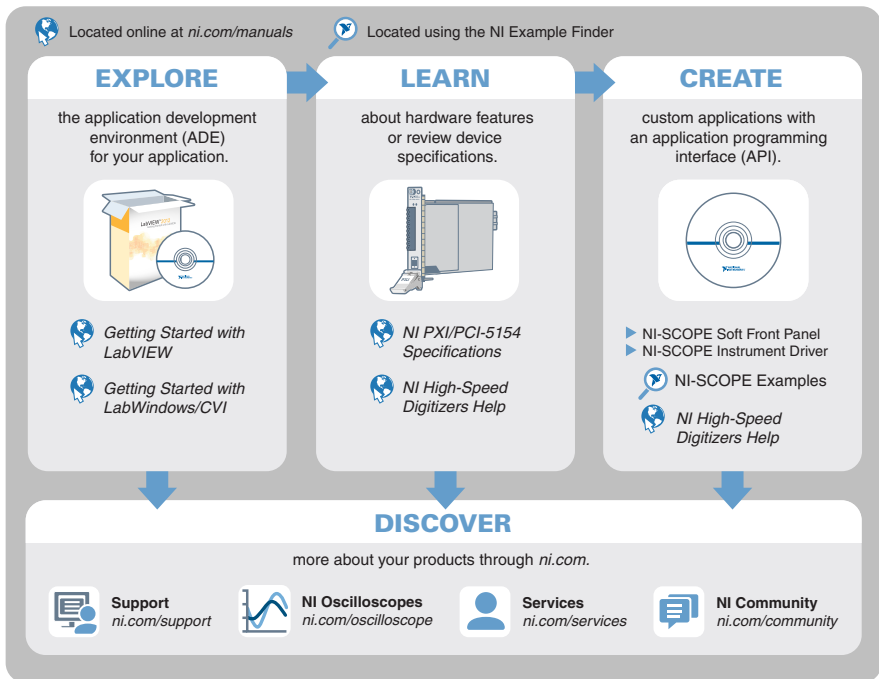 Located online at ni.com/manuals
Located using the NI Example Finder
EXPLORE
the application development
environment (ADE)
for your application.
LabVIEW
Getting Started with
LabVIEW
Getting Started with
LabWindows/CVI
LEARN
about hardware features
or review device
specifications.
NI PXI/PCI-5154
Specifications
NI High-Speed
Digitizers Help
CREATE
custom applications with
an application programming
interface (API).
NI-SCOPE Soft Front Panel
NI-SCOPE Instrument Driver
NI-SCOPE Examples
NI High-Speed
Digitizers Help
DISCOVER
more about your products through ni.com.
Support
ni.com/support
NI Oscilloscopes
ni.com/oscilloscope
Services
ni.com/services
NI Community
ni.com/community